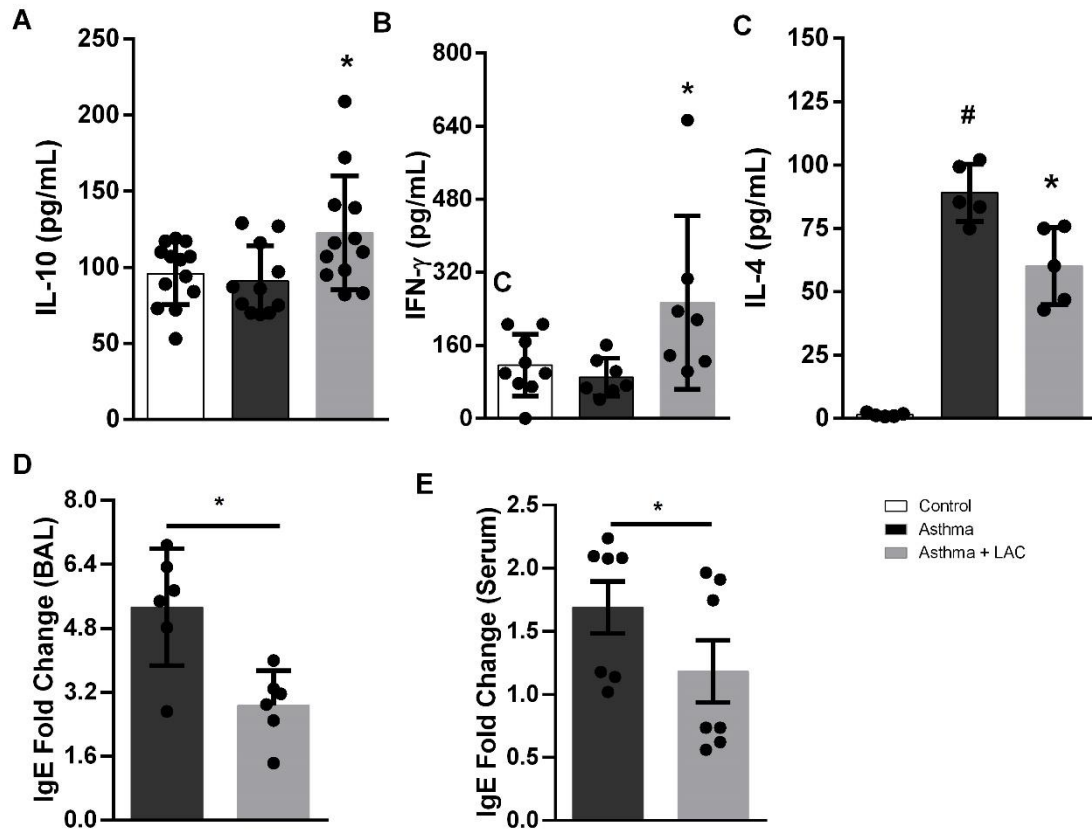 A
IL-10 (pg/mL)
250
200
150
100
50
0
*
B
IFN-γ (pg/mL)
800
640
480
320
160
0
C
*
C
IL-4 (pg/mL)
150
125
100
75
50
25
0
#
*
D
IgE Fold Change (BAL)
8.0
6.4
4.8
3.2
1.6
0.0
*
E
IgE Fold Change (Serum)
2.5
2.0
1.5
1.0
0.5
0.0
*
Control
Asthma
Asthma + LAC